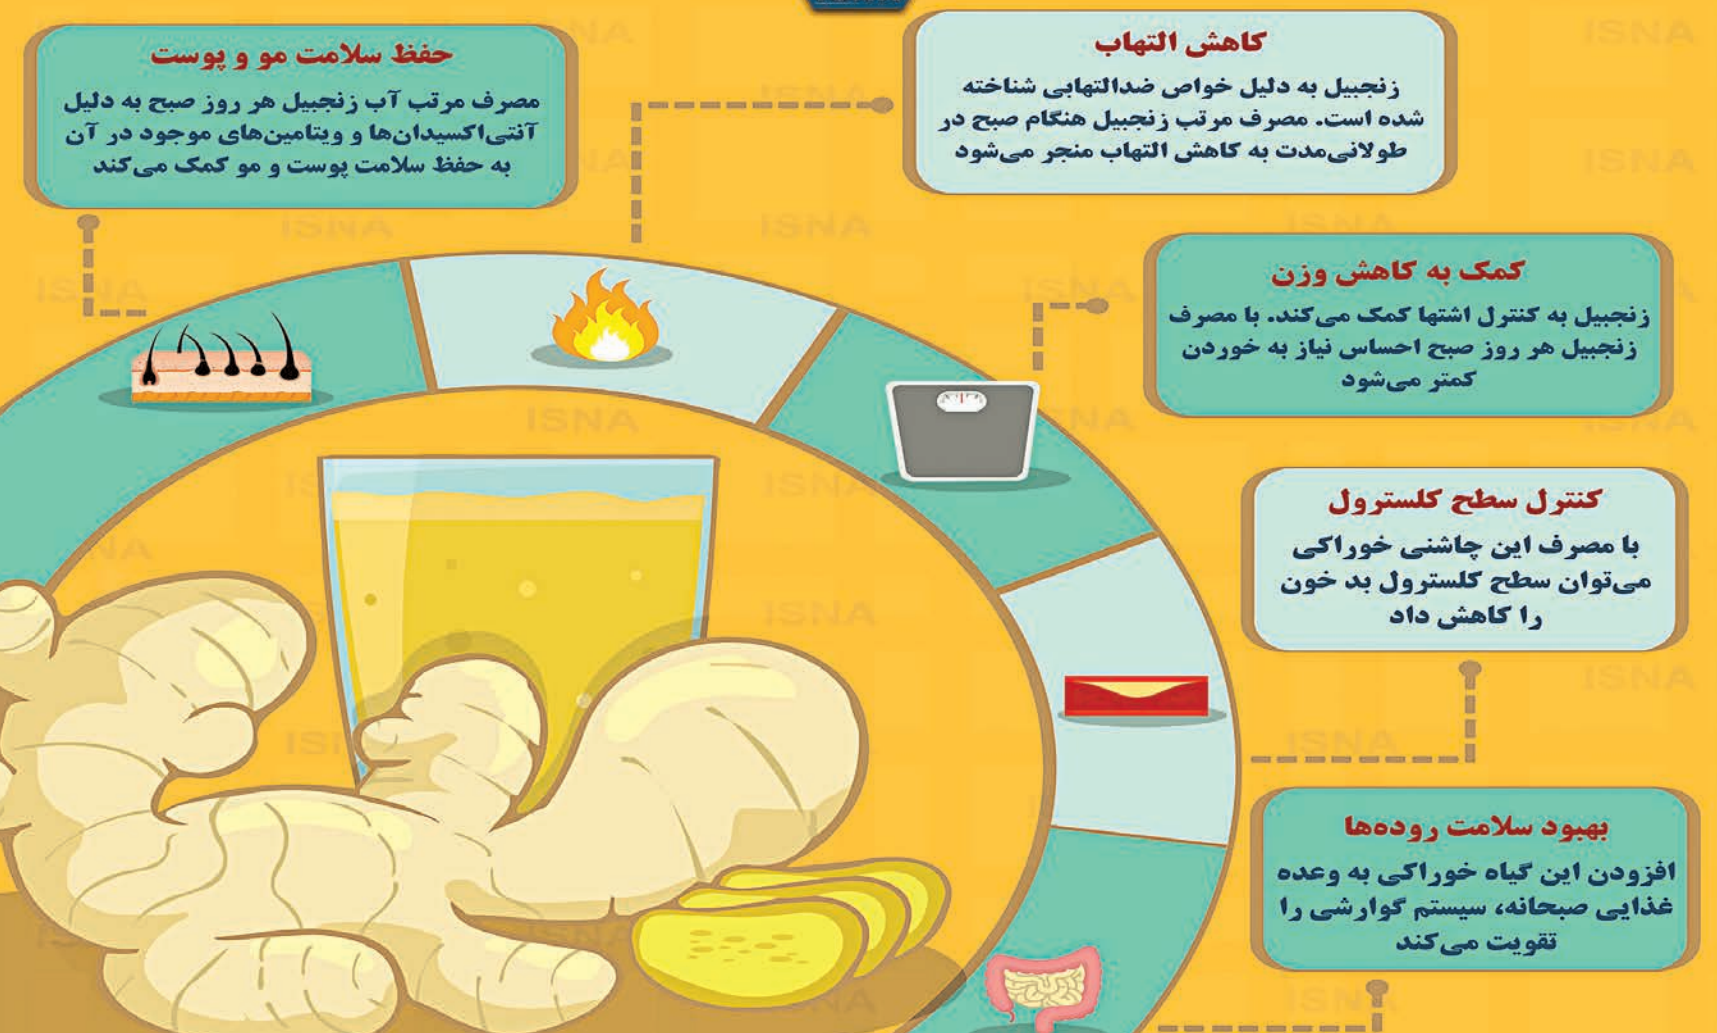 حفظ سلامت مو و پوست
مصرف مرتب آب زنجبیل هر روز صبح به دلیل
آنتی‌اکسیدان‌ها و ویتامین‌های موجود در آن
به حفظ سلامت پوست و مو کمک می‌کند
کاهش التهاب
زنجبیل به دلیل خواص ضدالتهابی شناخته
شده است. مصرف مرتب زنجبیل هنگام صبح در
طولانی‌مدت به کاهش التهاب منجر می‌شود
کمک به کاهش وزن
زنجبیل به کنترل اشتها کمک می‌کند. با مصرف
زنجبیل هر روز صبح احساس نیاز به خوردن
کمتر می‌شود
کنترل سطح کلسترول
با مصرف این چاشنی خوراکی
می‌توان سطح کلسترول بد خون
را کاهش داد
بهبود سلامت روده‌ها
افزودن این گیاه خوراکی به وعده
غذایی صبحانه، سیستم گوارشی را
تقویت می‌کند
ISNA